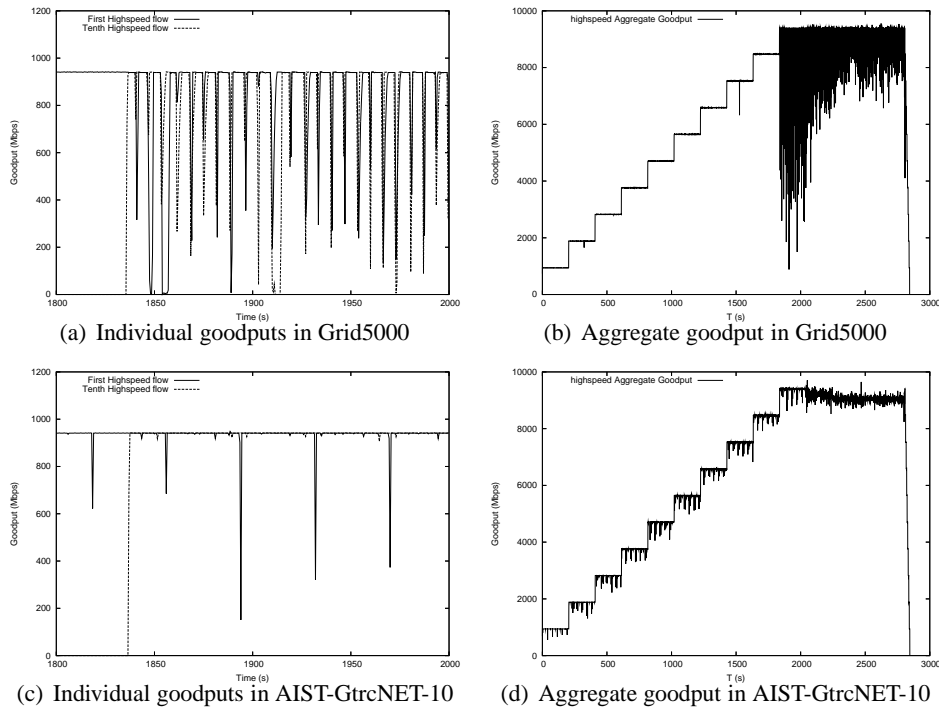 First Highspeed flow
Tenth Highspeed flow
Goodput (Mbps)
1200
1000
800
600
400
200
0
1800
1850
1900
1950
2000
Time (s)
(a) Individual goodputs in Grid5000
highspeed Aggregate Goodput
Goodput (Mbps)
10000
8000
6000
4000
2000
0
0
500
1000
1500
2000
2500
3000
T (s)
(b) Aggregate goodput in Grid5000
First Highspeed flow
Tenth Highspeed flow
Goodput (Mbps)
1200
1000
800
600
400
200
0
1800
1850
1900
1950
2000
Time (s)
(c) Individual goodputs in AIST-GtrcNET-10
highspeed Aggregate Goodput
Goodput (Mbps)
10000
8000
6000
4000
2000
0
0
500
1000
1500
2000
2500
3000
T (s)
(d) Aggregate goodput in AIST-GtrcNET-10